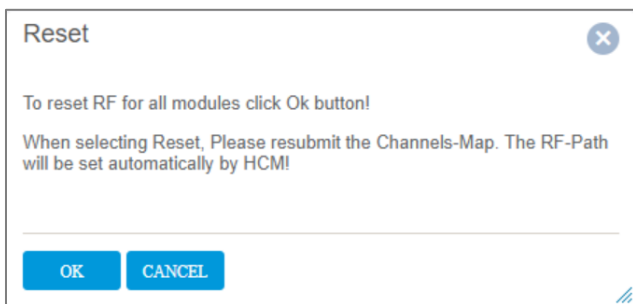 Reset
To reset RF for all modules click Ok button!
When selecting Reset, Please resubmit the Channels-Map. The RF-Path
will be set automatically by HCM!
OK
CANCEL